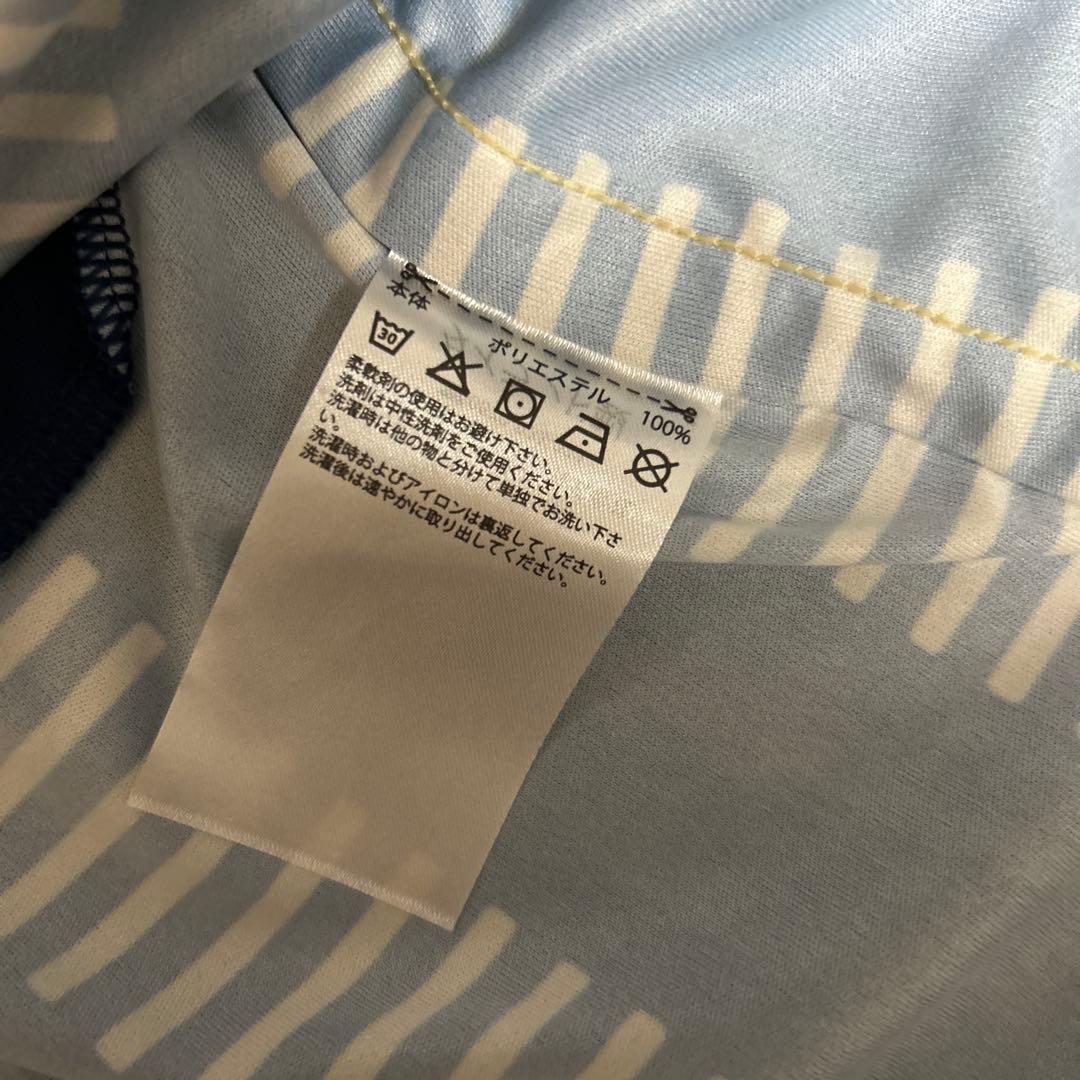 本体
ポリエステル 100%
30
柔軟剤の使用はお避け下さい。
洗剤は中性洗剤をご使用ください。
洗濯時は他の物と分けて単独でお洗い下さ
い。
洗濯時およびアイロンは裏返してください。
洗濯後は速やかに取り出してください。